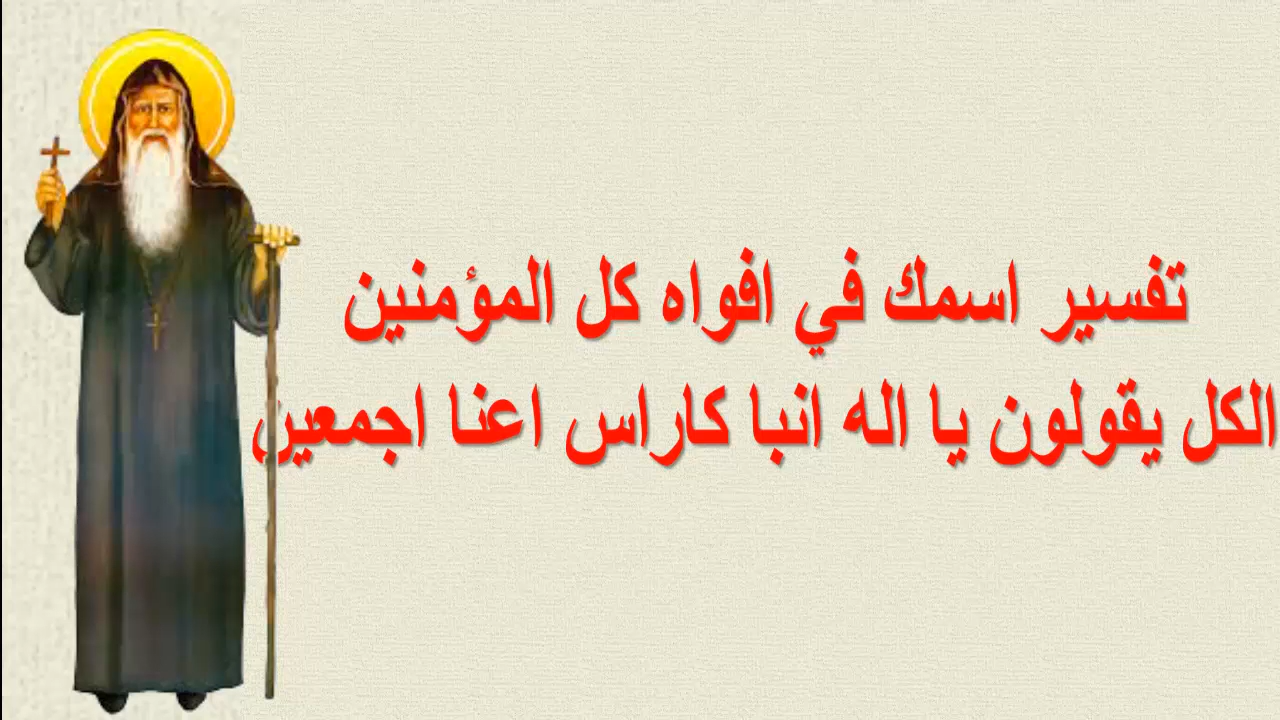 تفسير اسمك في افواه كل المؤمنين
الكل يقولون يا اله انبا كاراس اعنا اجمعين